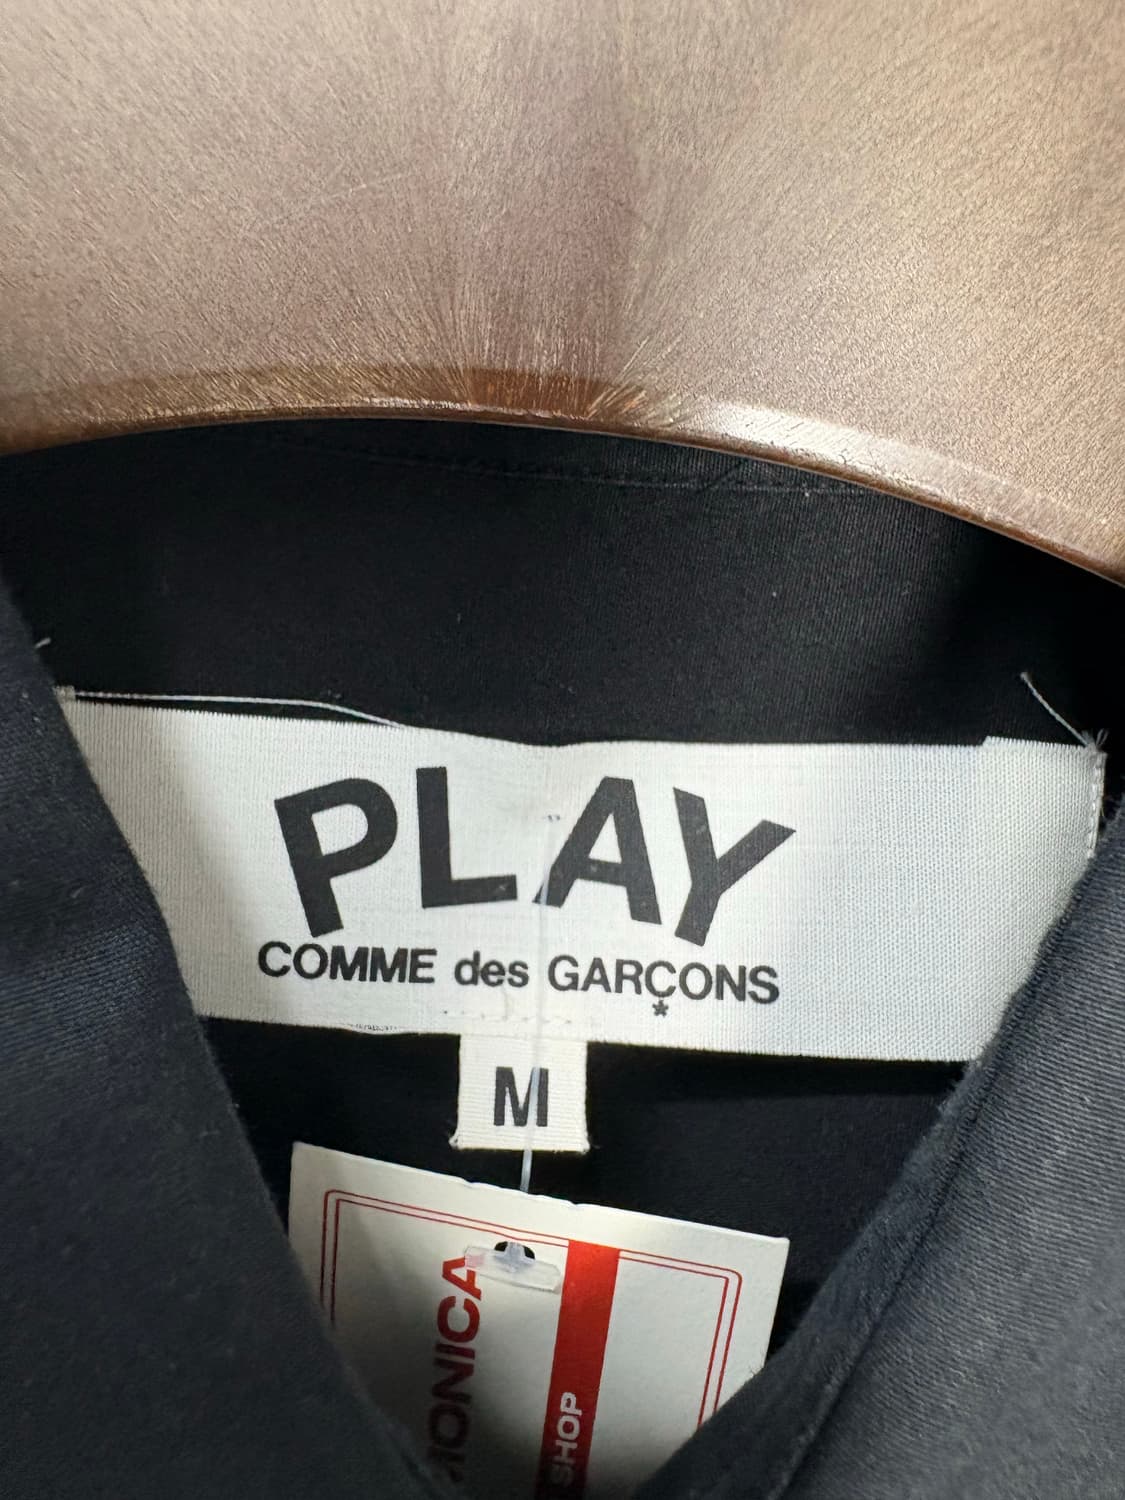 PLAY
COMME des GARÇONS
*
M
MONICA
SHOP